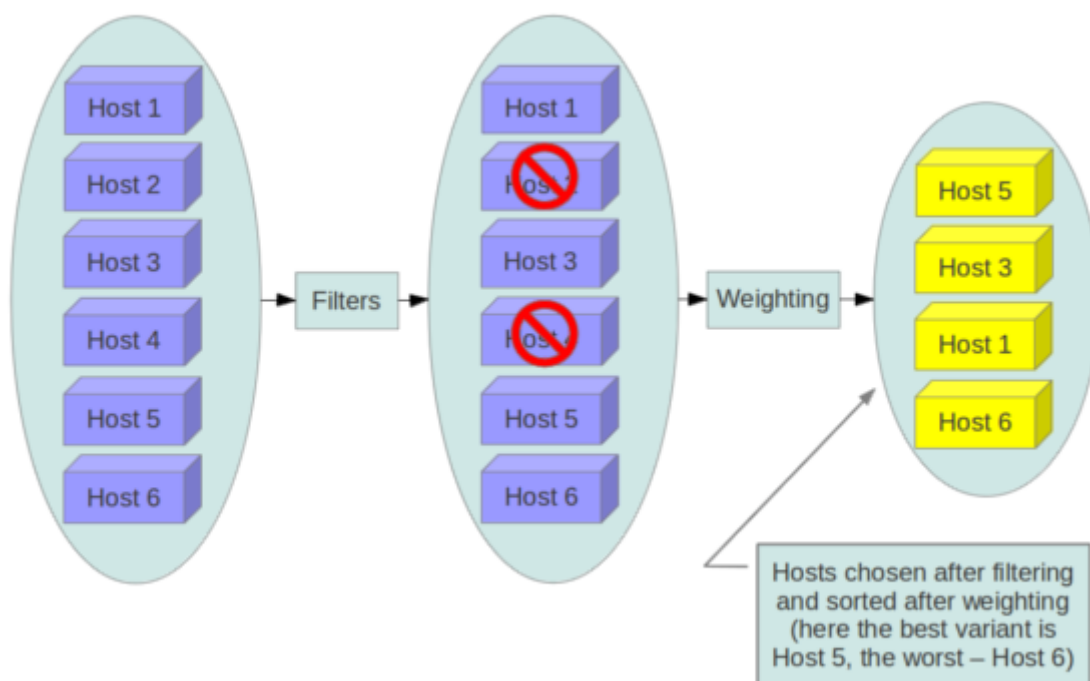 Host 1
Host 2
Host 3
Host 4
Host 5
Host 6
Filters
Host 1
Host 3
Host 5
Host 6
Weighting
Host 5
Host 3
Host 1
Host 6
Hosts chosen after filtering
and sorted after weighting
(here the best variant is
Host 5, the worst – Host 6)